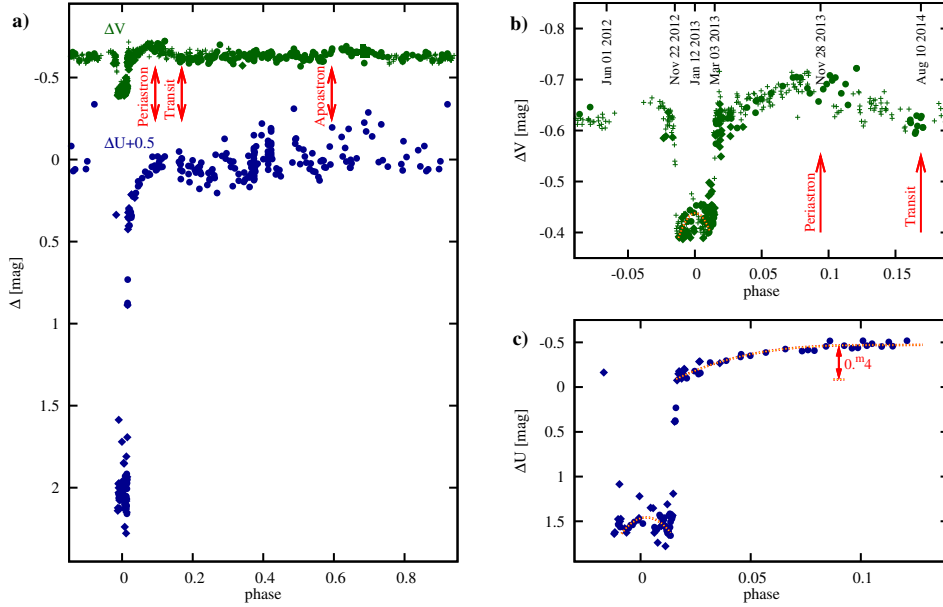 a)
ΔV
ΔU+0.5
Periastron
Transit
Apoastron
-0.5
0
0.5
1
1.5
2
Δ [mag]
0
0.2
0.4
0.6
0.8
phase
b)
Jun 01 2012
Nov 22 2012
Jan 12 2013
Mar 03 2013
Nov 28 2013
Aug 10 2014
-0.8
-0.7
-0.6
-0.5
-0.4
ΔV [mag]
Periastron
Transit
-0.05
0
0.05
0.1
0.15
phase
c)
-0.5
0
0.5
1
1.5
ΔU [mag]
0.ᵐ4
0
0.05
0.1
phase